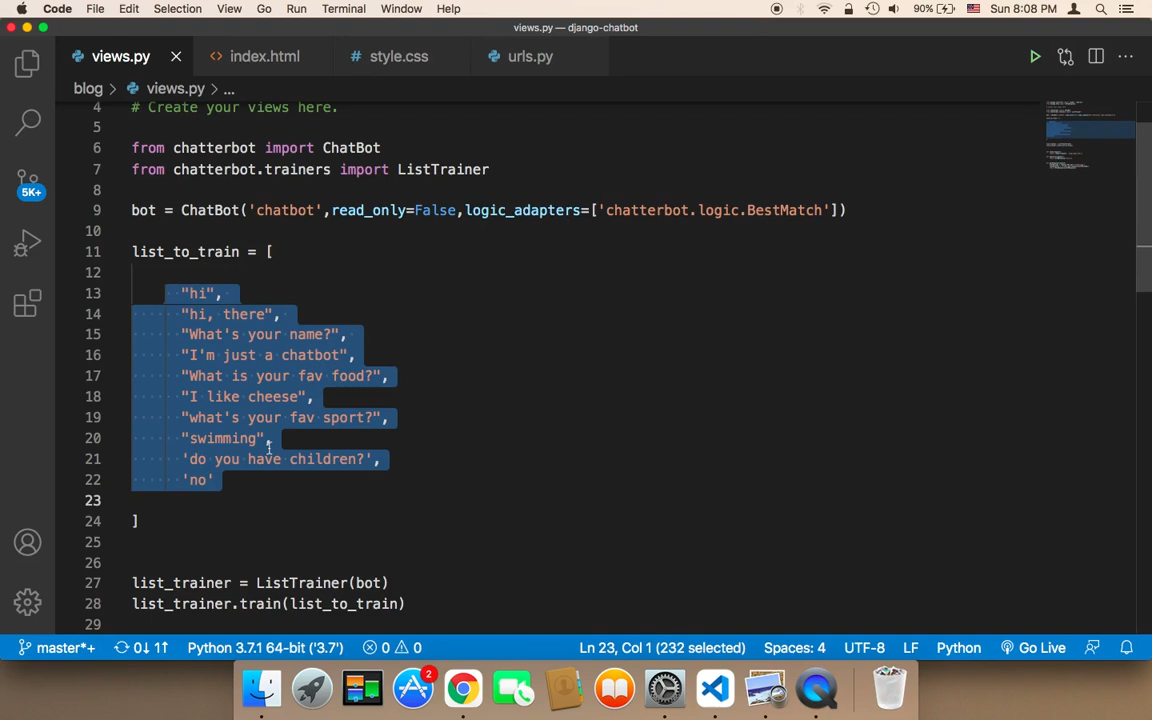 Code File Edit Selection View Go Run Terminal Window Help 90% Sun 8:08 PM
views.py — django-chatbot
views.py index.html # style.css urls.py
blog > views.py > ...
4 # Create your views here.
5
6 from chatterbot import ChatBot
7 from chatterbot.trainers import ListTrainer
8
9 bot = ChatBot('chatbot',read_only=False,logic_adapters=['chatterbot.logic.BestMatch'])
10
11 list_to_train = [
12
13 "hi",
14 "hi, there",
15 "What's your name?",
16 "I'm just a chatbot",
17 "What is your fav food?",
18 "I like cheese",
19 "what's your fav sport?",
20 "swimming",
21 'do you have children?',
22 'no'
23
24 ]
25
26
27 list_trainer = ListTrainer(bot)
28 list_trainer.train(list_to_train)
29
5K+
master*+ 0↓ 1↑ Python 3.7.1 64-bit ('3.7') 0 0 Ln 23, Col 1 (232 selected) Spaces: 4 UTF-8 LF Python Go Live
2